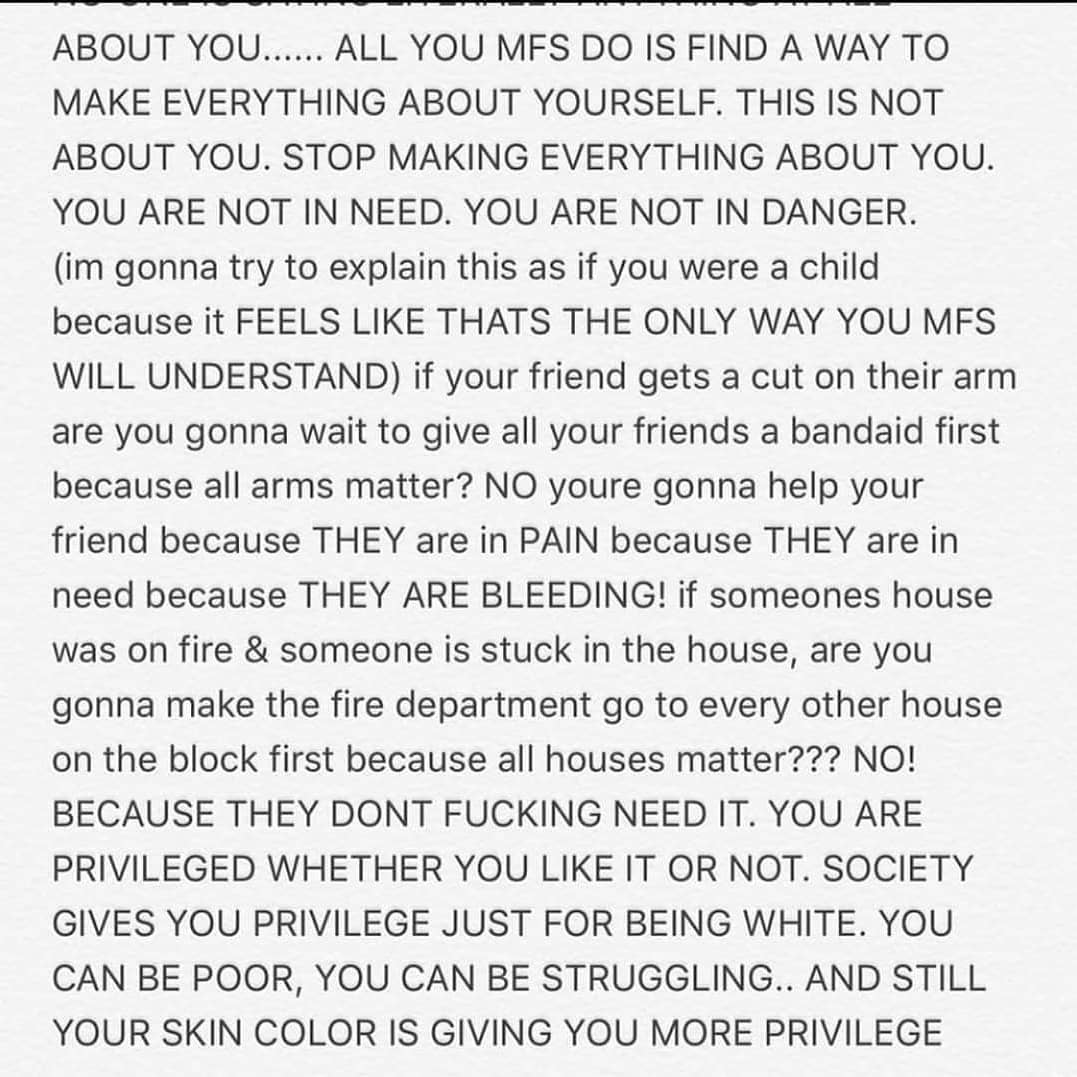 ABOUT YOU...... ALL YOU MFS DO IS FIND A WAY TO
MAKE EVERYTHING ABOUT YOURSELF. THIS IS NOT
ABOUT YOU. STOP MAKING EVERYTHING ABOUT YOU.
YOU ARE NOT IN NEED. YOU ARE NOT IN DANGER.
(im gonna try to explain this as if you were a child
because it FEELS LIKE THATS THE ONLY WAY YOU MFS
WILL UNDERSTAND) if your friend gets a cut on their arm
are you gonna wait to give all your friends a bandaid first
because all arms matter? NO youre gonna help your
friend because THEY are in PAIN because THEY are in
need because THEY ARE BLEEDING! if someones house
was on fire & someone is stuck in the house, are you
gonna make the fire department go to every other house
on the block first because all houses matter??? NO!
BECAUSE THEY DONT FUCKING NEED IT. YOU ARE
PRIVILEGED WHETHER YOU LIKE IT OR NOT. SOCIETY
GIVES YOU PRIVILEGE JUST FOR BEING WHITE. YOU
CAN BE POOR, YOU CAN BE STRUGGLING.. AND STILL
YOUR SKIN COLOR IS GIVING YOU MORE PRIVILEGE